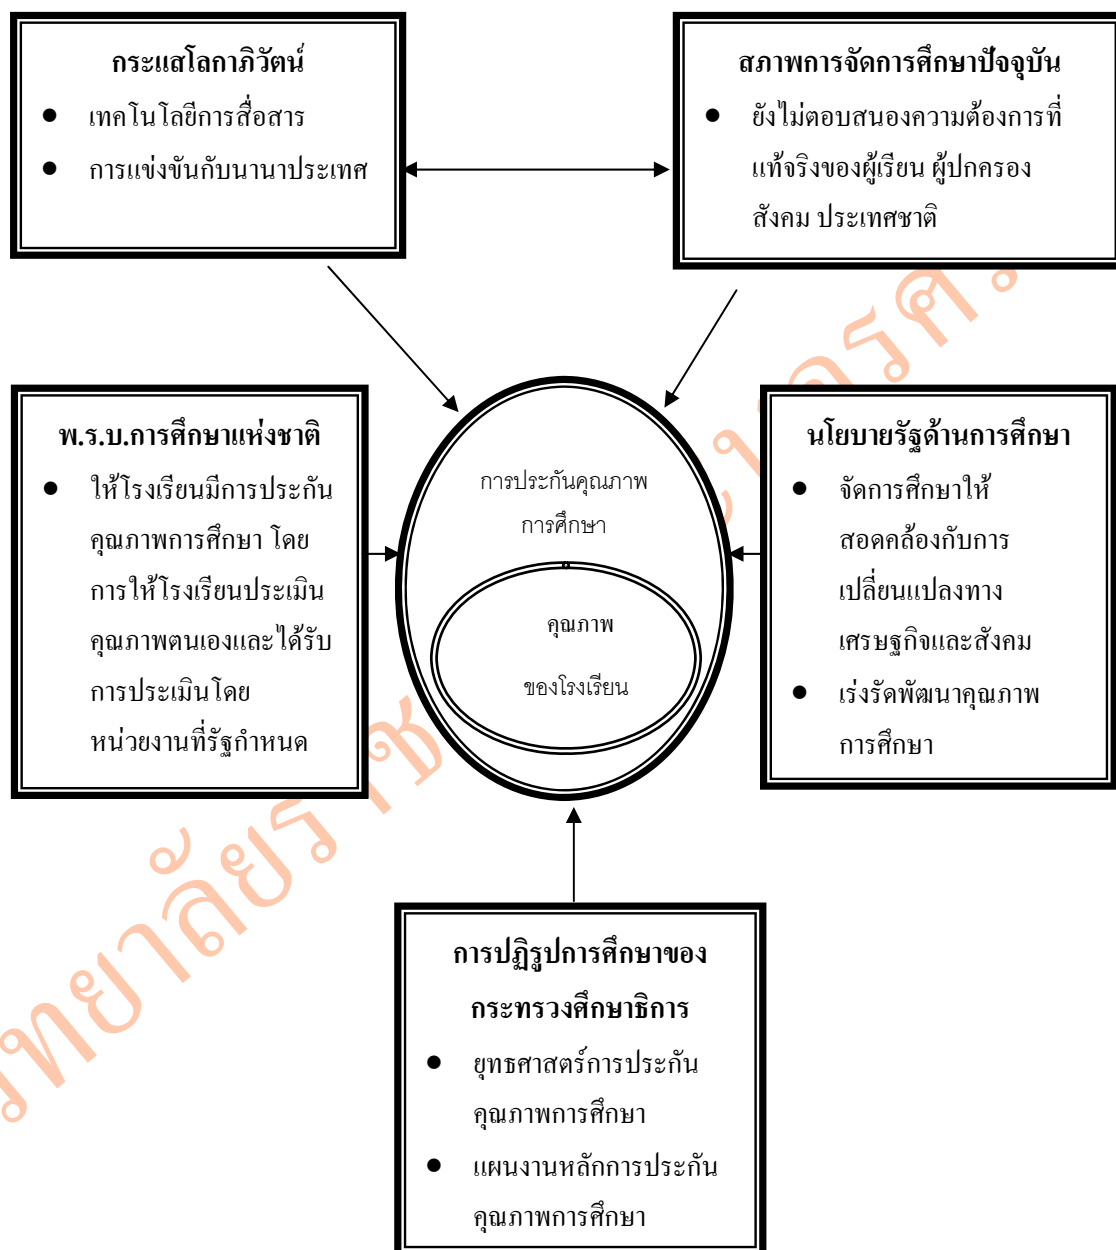 กระแสโลกาภิวัตน์
● เทคโนโลยีการสื่อสาร
● การแข่งขันกับนานาประเทศ
สภาพการจัดการศึกษาปัจจุบัน
● ยังไม่ตอบสนองความต้องการที่
แท้จริงของผู้เรียน ผู้ปกครอง
สังคม ประเทศชาติ
พ.ร.บ.การศึกษาแห่งชาติ
● ให้โรงเรียนมีการประกัน
คุณภาพการศึกษา โดย
การให้โรงเรียนประเมิน
คุณภาพตนเองและได้รับ
การประเมินโดย
หน่วยงานที่รัฐกำหนด
การประกันคุณภาพ
การศึกษา
คุณภาพ
ของโรงเรียน
นโยบายรัฐด้านการศึกษา
● จัดการศึกษาให้
สอดคล้องกับการ
เปลี่ยนแปลงทาง
เศรษฐกิจและสังคม
● เร่งรัดพัฒนาคุณภาพ
การศึกษา
การปฏิรูปการศึกษาของ
กระทรวงศึกษาธิการ
● ยุทธศาสตร์การประกัน
คุณภาพการศึกษา
● แผนงานหลักการประกัน
คุณภาพการศึกษา